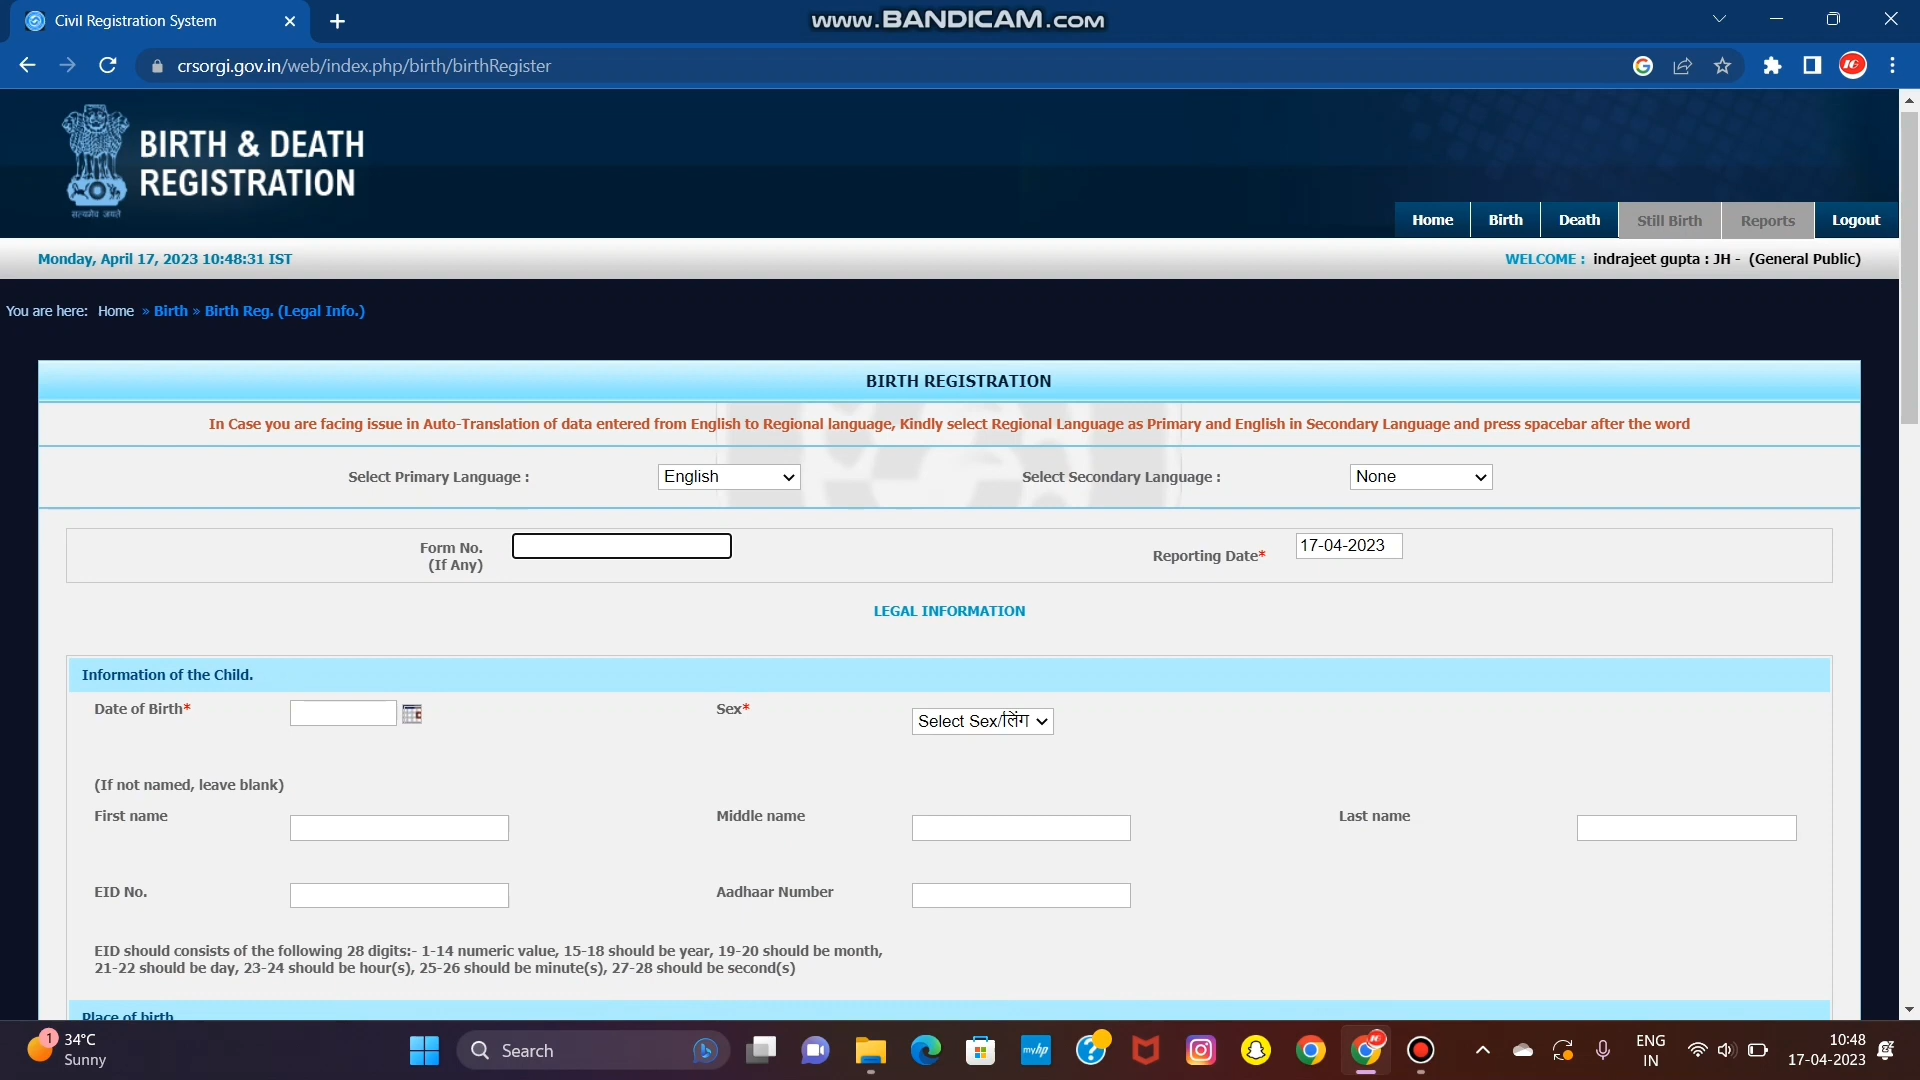 Civil Registration System
www.BANDICAM.com
crsorgi.gov.in/web/index.php/birth/birthRegister
BIRTH & DEATH
REGISTRATION
सत्यमेव जयते
Home Birth Death Still Birth Reports Logout
Monday, April 17, 2023 10:48:31 IST
WELCOME : indrajeet gupta : JH - (General Public)
You are here: Home » Birth » Birth Reg. (Legal Info.)
BIRTH REGISTRATION
In Case you are facing issue in Auto-Translation of data entered from English to Regional language, Kindly select Regional Language as Primary and English in Secondary Language and press spacebar after the word
Select Primary Language : English Select Secondary Language : None
Form No.
(If Any)
Reporting Date* 17-04-2023
LEGAL INFORMATION
Information of the Child.
Date of Birth* Sex* Select Sex/लिंग
(If not named, leave blank)
First name Middle name Last name
EID No. Aadhaar Number
EID should consists of the following 28 digits:- 1-14 numeric value, 15-18 should be year, 19-20 should be month,
21-22 should be day, 23-24 should be hour(s), 25-26 should be minute(s), 27-28 should be second(s)
Place of birth
1
34°C
Sunny
Search
myhp
ENG
IN
10:48
17-04-2023